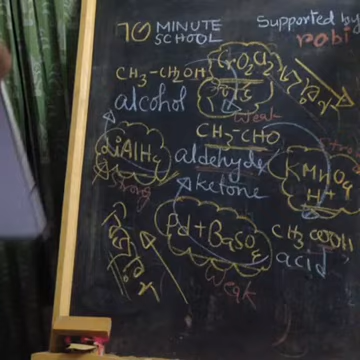 10 MINUTE SCHOOL
Supported by
robi
CH₃-CH₂OH
CrO₂Cl₂
alcohol
weak
CH₃-CHO
LiAlH₄
aldehyde
ketone
KMnO₄
H⁺
strong
Pd+BaSO₄
CH₃COOH
acid
weak